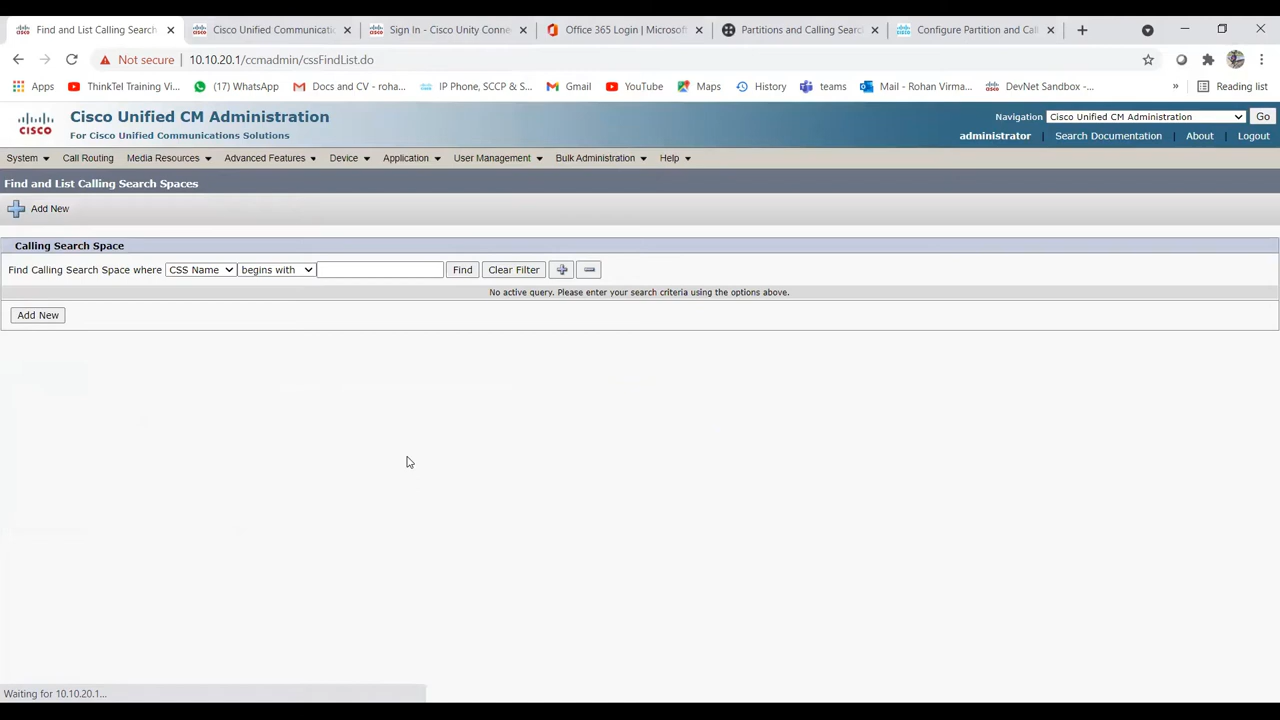 Find and List Calling Search
Cisco Unified Communicatio
Sign In - Cisco Unity Conne
Office 365 Login | Microsof
Partitions and Calling Searc
Configure Partition and Call
Not secure 10.10.20.1/ccmadmin/cssFindList.do
Apps ThinkTel Training Vi... (17) WhatsApp Docs and CV - roha... IP Phone, SCCP & S... Gmail YouTube Maps History teams Mail - Rohan Virma... DevNet Sandbox -... » Reading list
CISCO
Cisco Unified CM Administration
For Cisco Unified Communications Solutions
Navigation Cisco Unified CM Administration Go
administrator Search Documentation About Logout
System Call Routing Media Resources Advanced Features Device Application User Management Bulk Administration Help
Find and List Calling Search Spaces
Add New
Calling Search Space
Find Calling Search Space where CSS Name begins with Find Clear Filter
No active query. Please enter your search criteria using the options above.
Add New
Waiting for 10.10.20.1...